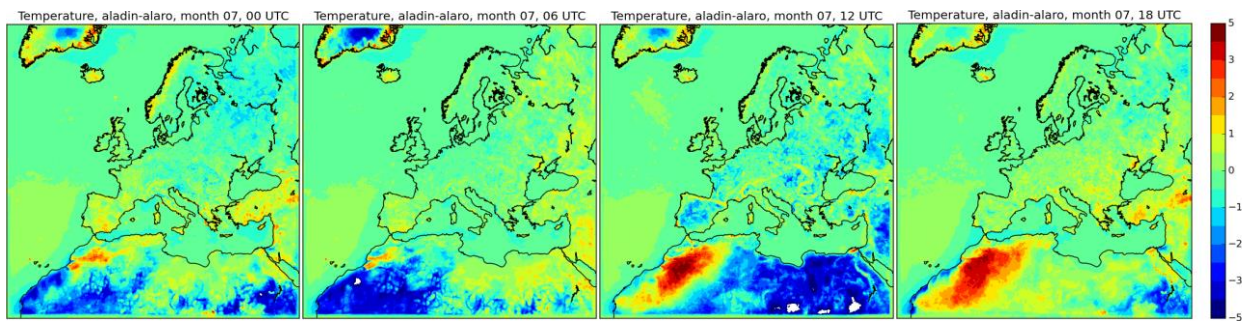 Temperature, aladin-alaro, month 07, 00 UTC
Temperature, aladin-alaro, month 07, 06 UTC
Temperature, aladin-alaro, month 07, 12 UTC
Temperature, aladin-alaro, month 07, 18 UTC
5
3
2
1
0
−1
−2
−3
−5